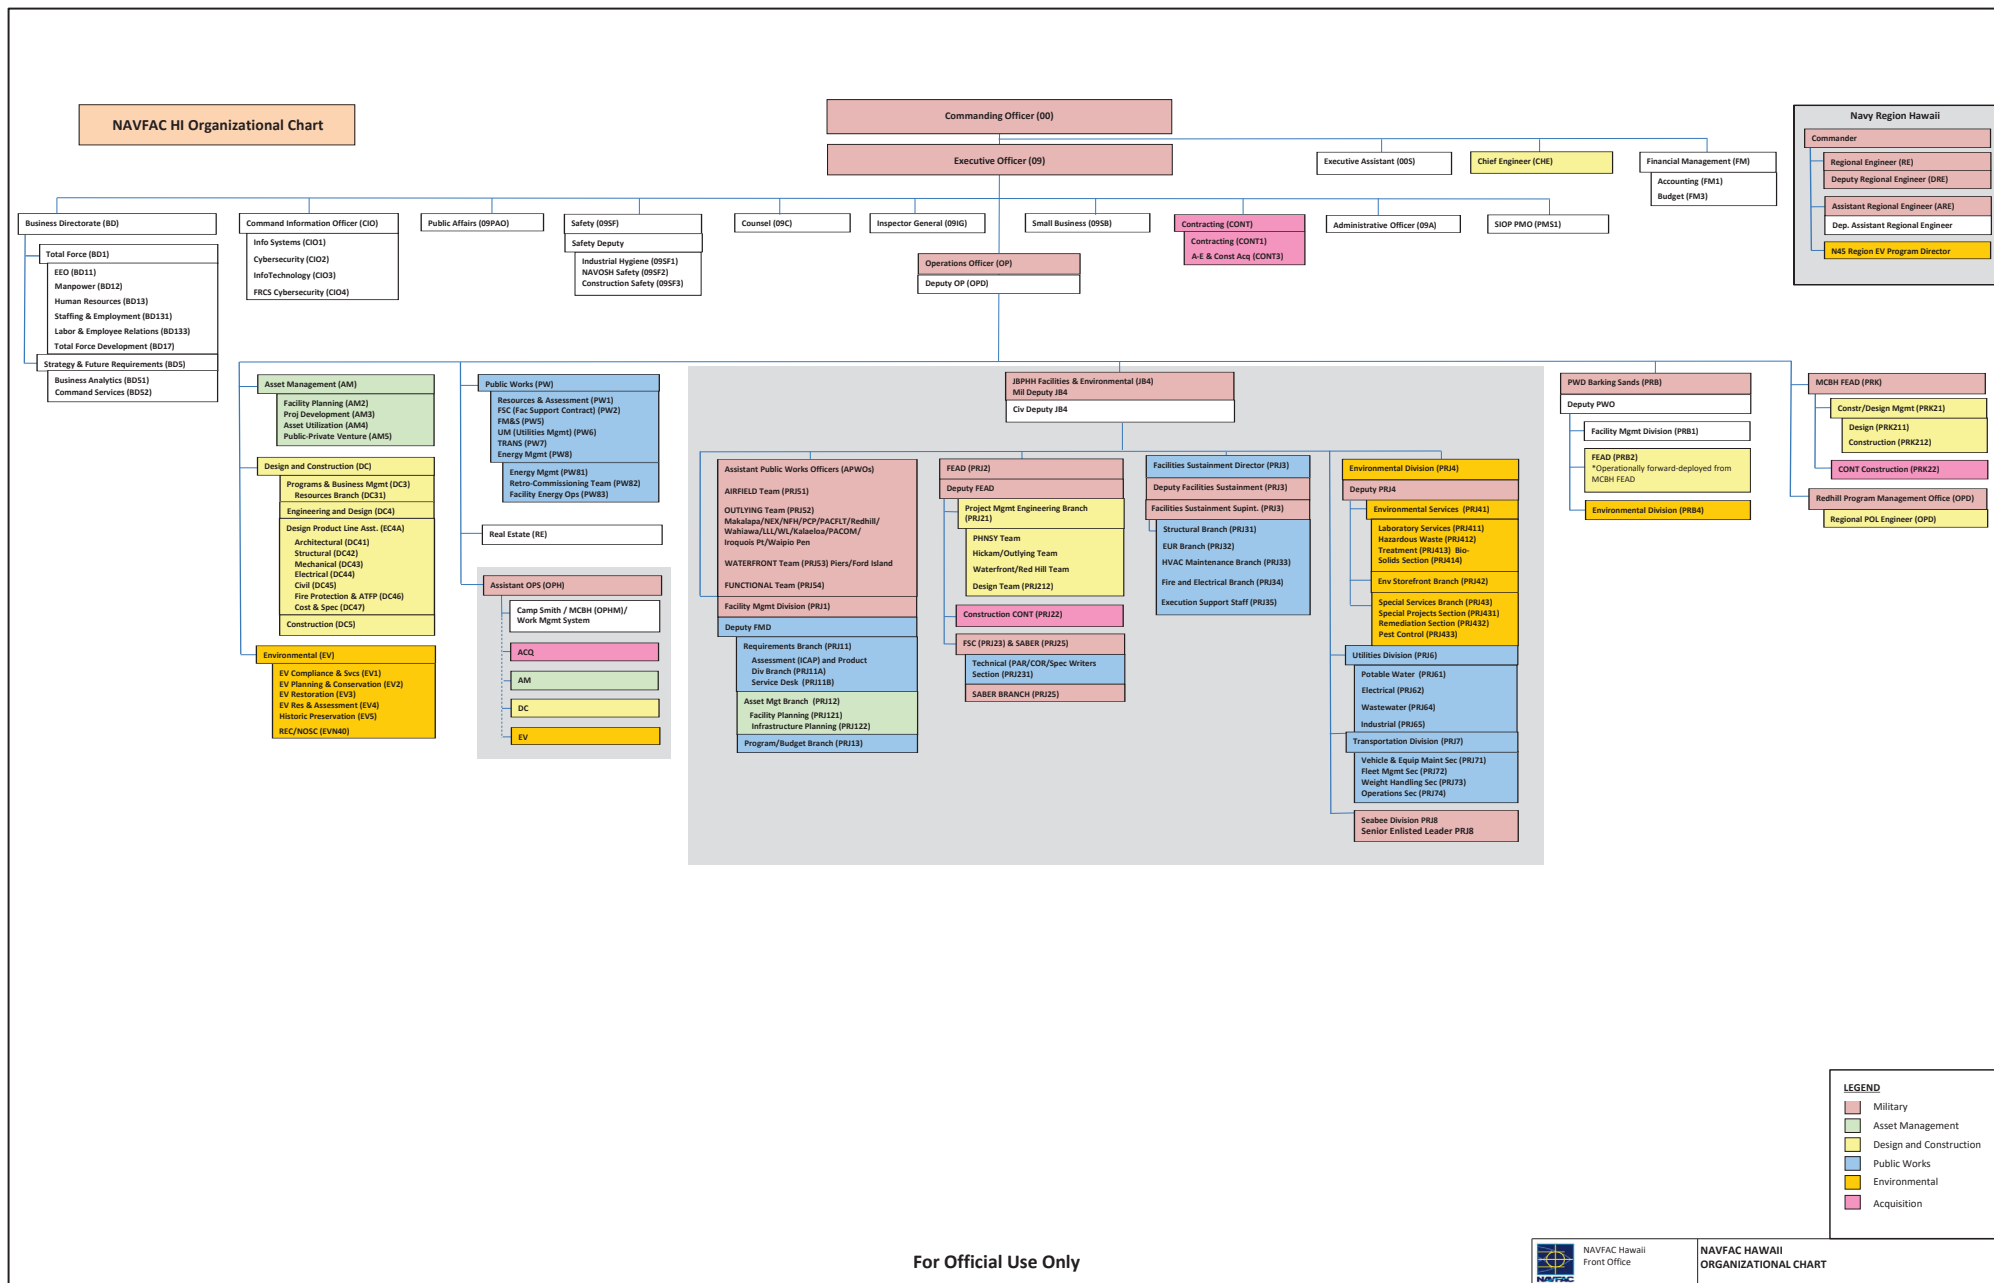 NAVFAC HI Organizational Chart
Commanding Officer (00)
Executive Officer (09)
Executive Assistant (00S)
Chief Engineer (CHE)
Financial Management (FM)
Accounting (FM1)
Budget (FM3)
Navy Region Hawaii
Commander
Regional Engineer (RE)
Deputy Regional Engineer (DRE)
Assistant Regional Engineer (ARE)
Dep. Assistant Regional Engineer
N45 Region EV Program Director
Business Directorate (BD)
Total Force (BD1)
EEO (BD11)
Manpower (BD12)
Human Resources (BD13)
Staffing & Employment (BD131)
Labor & Employee Relations (BD133)
Total Force Development (BD17)
Strategy & Future Requirements (BD5)
Business Analytics (BD51)
Command Services (BD52)
Command Information Officer (CIO)
Info Systems (CIO1)
Cybersecurity (CIO2)
InfoTechnology (CIO3)
FRCS Cybersecurity (CIO4)
Public Affairs (09PAO)
Safety (09SF)
Safety Deputy
Industrial Hygiene (09SF1)
NAVOSH Safety (09SF2)
Construction Safety (09SF3)
Counsel (09C)
Inspector General (09IG)
Small Business (09SB)
Contracting (CONT)
Contracting (CONT1)
A-E & Const Acq (CONT3)
Administrative Officer (09A)
SIOP PMO (PMS1)
Operations Officer (OP)
Deputy OP (OPD)
Asset Management (AM)
Facility Planning (AM2)
Proj Development (AM3)
Asset Utilization (AM4)
Public-Private Venture (AM5)
Design and Construction (DC)
Programs & Business Mgmt (DC3)
Resources Branch (DC31)
Engineering and Design (DC4)
Design Product Line Asst. (EC4A)
Architectural (DC41)
Structural (DC42)
Mechanical (DC43)
Electrical (DC44)
Civil (DC45)
Fire Protection & ATFP (DC46)
Cost & Spec (DC47)
Construction (DC5)
Environmental (EV)
EV Compliance & Svcs (EV1)
EV Planning & Conservation (EV2)
EV Restoration (EV3)
EV Res & Assessment (EV4)
Historic Preservation (EV5)
REC/NOSC (EVN40)
Public Works (PW)
Resources & Assessment (PW1)
FSC (Fac Support Contract) (PW2)
FM&S (PW5)
UM (Utilities Mgmt) (PW6)
TRANS (PW7)
Energy Mgmt (PW8)
Energy Mgmt (PW81)
Retro-Commissioning Team (PW82)
Facility Energy Ops (PW83)
Real Estate (RE)
Assistant OPS (OPH)
Camp Smith / MCBH (OPHM)/
Work Mgmt System
ACQ
AM
DC
EV
JBPHH Facilities & Environmental (JB4)
Mil Deputy JB4
Civ Deputy JB4
Assistant Public Works Officers (APWOs)
AIRFIELD Team (PRJ51)
OUTLYING Team (PRJ52)
Makalapa/NEX/NFH/PCP/PACFLT/Redhill/
Wahiawa/LLL/WL/Kalaeloa/PACOM/
Iroquois Pt/Waipio Pen
WATERFRONT Team (PRJ53) Piers/Ford Island
FUNCTIONAL Team (PRJ54)
Facility Mgmt Division (PRJ1)
Deputy FMD
Requirements Branch (PRJ11)
Assessment (ICAP) and Product
Div Branch (PRJ11A)
Service Desk (PRJ11B)
Asset Mgt Branch (PRJ12)
Facility Planning (PRJ121)
Infrastructure Planning (PRJ122)
Program/Budget Branch (PRJ13)
FEAD (PRJ2)
Deputy FEAD
Project Mgmt Engineering Branch
(PRJ21)
PHNSY Team
Hickam/Outlying Team
Waterfront/Red Hill Team
Design Team (PRJ212)
Construction CONT (PRJ22)
FSC (PRJ23) & SABER (PRJ25)
Technical (PAR/COR/Spec Writers
Section (PRJ231)
SABER BRANCH (PRJ25)
Facilities Sustainment Director (PRJ3)
Deputy Facilities Sustainment (PRJ3)
Facilities Sustainment Supint. (PRJ3)
Structural Branch (PRJ31)
EUR Branch (PRJ32)
HVAC Maintenance Branch (PRJ33)
Fire and Electrical Branch (PRJ34)
Execution Support Staff (PRJ35)
Environmental Division (PRJ4)
Deputy PRJ4
Environmental Services (PRJ41)
Laboratory Services (PRJ411)
Hazardous Waste (PRJ412)
Treatment (PRJ413) Bio-
Solids Section (PRJ414)
Env Storefront Branch (PRJ42)
Special Services Branch (PRJ43)
Special Projects Section (PRJ431)
Remediation Section (PRJ432)
Pest Control (PRJ433)
Utilities Division (PRJ6)
Potable Water (PRJ61)
Electrical (PRJ62)
Wastewater (PRJ64)
Industrial (PRJ65)
Transportation Division (PRJ7)
Vehicle & Equip Maint Sec (PRJ71)
Fleet Mgmt Sec (PRJ72)
Weight Handling Sec (PRJ73)
Operations Sec (PRJ74)
Seabee Division PRJ8
Senior Enlisted Leader PRJ8
PWD Barking Sands (PRB)
Deputy PWO
Facility Mgmt Division (PRB1)
FEAD (PRB2)
*Operationally forward-deployed from
MCBH FEAD
Environmental Division (PRB4)
MCBH FEAD (PRK)
Constr/Design Mgmt (PRK21)
Design (PRK211)
Construction (PRK212)
CONT Construction (PRK22)
Redhill Program Management Office (OPD)
Regional POL Engineer (OPD)
LEGEND
Military
Asset Management
Design and Construction
Public Works
Environmental
Acquisition
For Official Use Only
NAVFAC
NAVFAC Hawaii
Front Office
NAVFAC HAWAII
ORGANIZATIONAL CHART